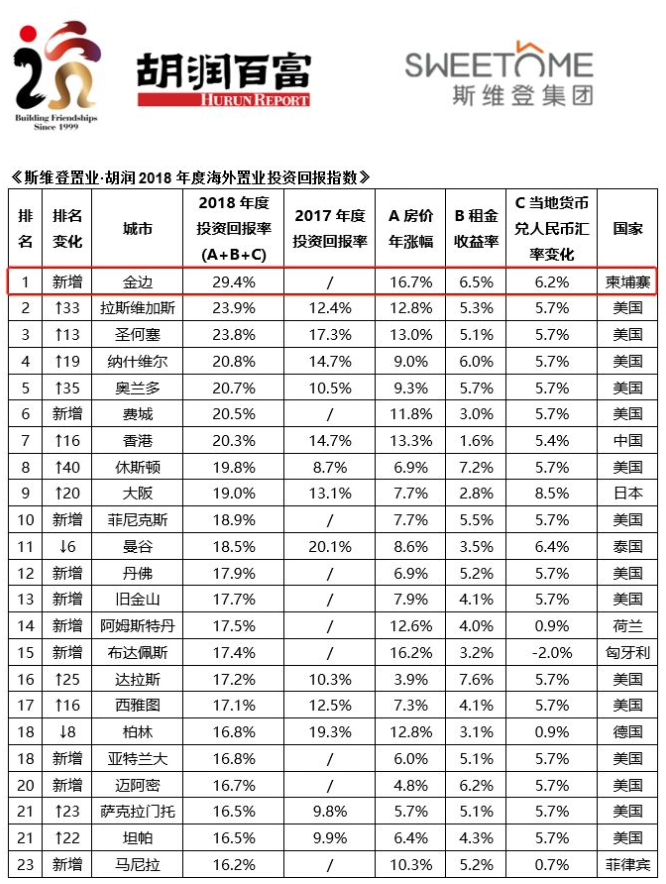 Building Friendships
Since 1999
胡润百富
HURUN REPORT
SWEETOME
斯维登集团
《斯维登置业·胡润2018年度海外置业投资回报指数》
排名 排名变化 城市 2018年度投资回报率(A+B+C) 2017年度投资回报率 A房价年涨幅 B租金收益率 C当地货币兑人民币汇率变化 国家
1 新增 金边 29.4% / 16.7% 6.5% 6.2% 柬埔寨
2 ↑33 拉斯维加斯 23.9% 12.4% 12.8% 5.3% 5.7% 美国
3 ↑13 圣何塞 23.8% 17.3% 13.0% 5.1% 5.7% 美国
4 ↑19 纳什维尔 20.8% 14.7% 9.0% 6.0% 5.7% 美国
5 ↑35 奥兰多 20.7% 10.5% 9.3% 5.7% 5.7% 美国
6 新增 费城 20.5% / 11.8% 3.0% 5.7% 美国
7 ↑16 香港 20.3% 14.7% 13.3% 1.6% 5.4% 中国
8 ↑40 休斯顿 19.8% 8.7% 6.9% 7.2% 5.7% 美国
9 ↑20 大阪 19.0% 13.1% 7.7% 2.8% 8.5% 日本
10 新增 菲尼克斯 18.9% / 7.7% 5.5% 5.7% 美国
11 ↓6 曼谷 18.5% 20.1% 8.6% 3.5% 6.4% 泰国
12 新增 丹佛 17.9% / 6.9% 5.2% 5.7% 美国
13 新增 旧金山 17.7% / 7.9% 4.1% 5.7% 美国
14 新增 阿姆斯特丹 17.5% / 12.6% 4.0% 0.9% 荷兰
15 新增 布达佩斯 17.4% / 16.2% 3.2% -2.0% 匈牙利
16 ↑25 达拉斯 17.2% 10.3% 3.9% 7.6% 5.7% 美国
17 ↑16 西雅图 17.1% 12.5% 7.3% 4.1% 5.7% 美国
18 ↓8 柏林 16.8% 19.3% 12.8% 3.1% 0.9% 德国
18 新增 亚特兰大 16.8% / 6.0% 5.1% 5.7% 美国
20 新增 迈阿密 16.7% / 4.8% 6.2% 5.7% 美国
21 ↑23 萨克拉门托 16.5% 9.8% 5.7% 5.1% 5.7% 美国
21 ↑22 坦帕 16.5% 9.9% 6.4% 4.3% 5.7% 美国
23 新增 马尼拉 16.2% / 10.3% 5.2% 0.7% 菲律宾